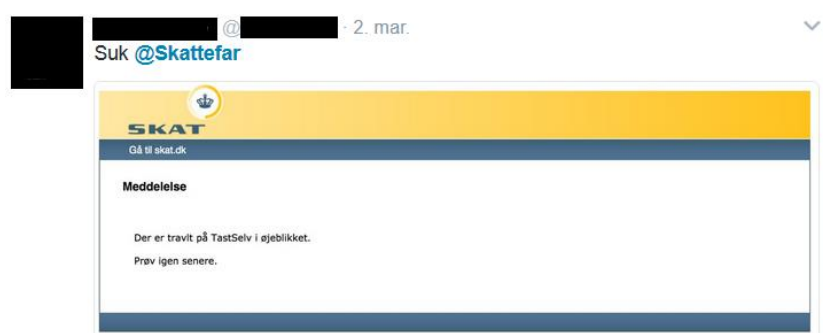 @ · 2. mar.
Suk @Skattefar
SKAT
Gå til skat.dk
Meddelelse
Der er travlt på TastSelv i øjeblikket.
Prøv igen senere.